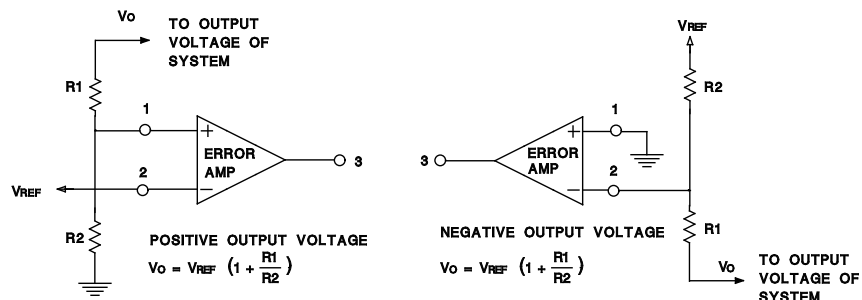 Vo
TO OUTPUT
VOLTAGE OF
SYSTEM
R1
1
+
ERROR
AMP
3
2
−
VREF
R2
POSITIVE OUTPUT VOLTAGE
Vo = VREF (1 + R1/R2)
VREF
R2
1
+
ERROR
AMP
3
2
−
R1
NEGATIVE OUTPUT VOLTAGE
Vo = VREF (1 + R1/R2)
Vo
TO OUTPUT
VOLTAGE OF
SYSTEM